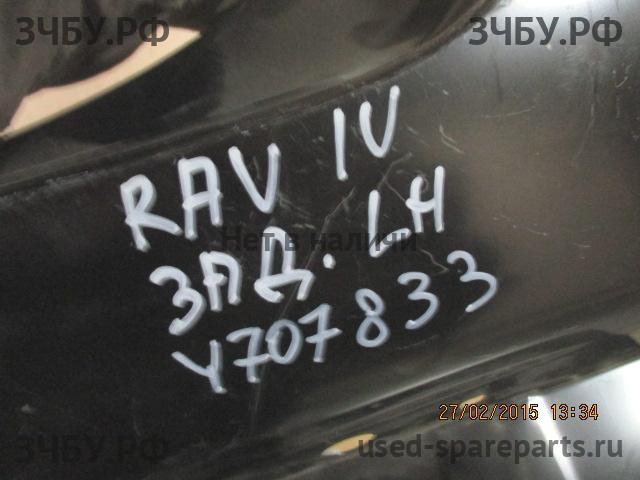 ЗЧБУ.РФ ЗЧБУ.РФ
RAV IV
ЗАД. LH
Нет в наличи
Y707833
27/02/2015 13:34
ЗЧБУ.РФ used-spareparts.ru